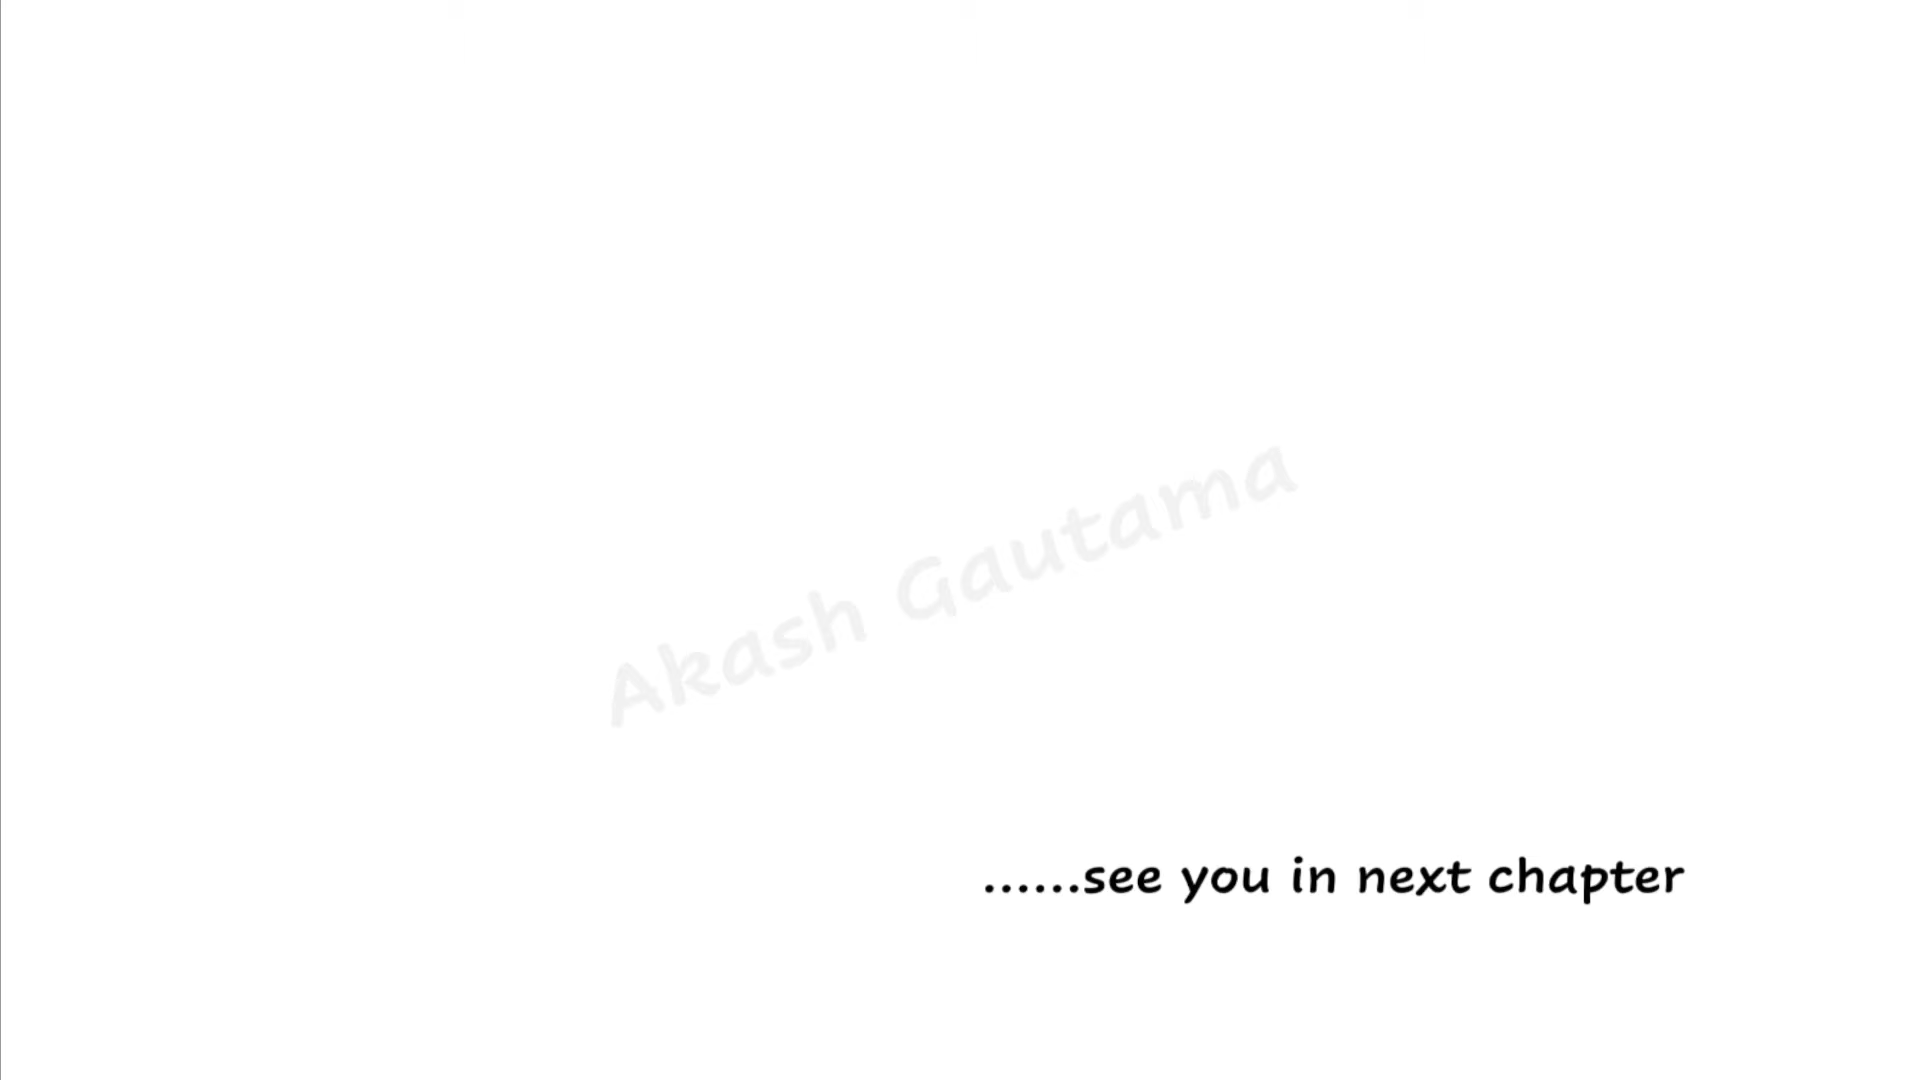 Akash Gautama
......see you in next chapter